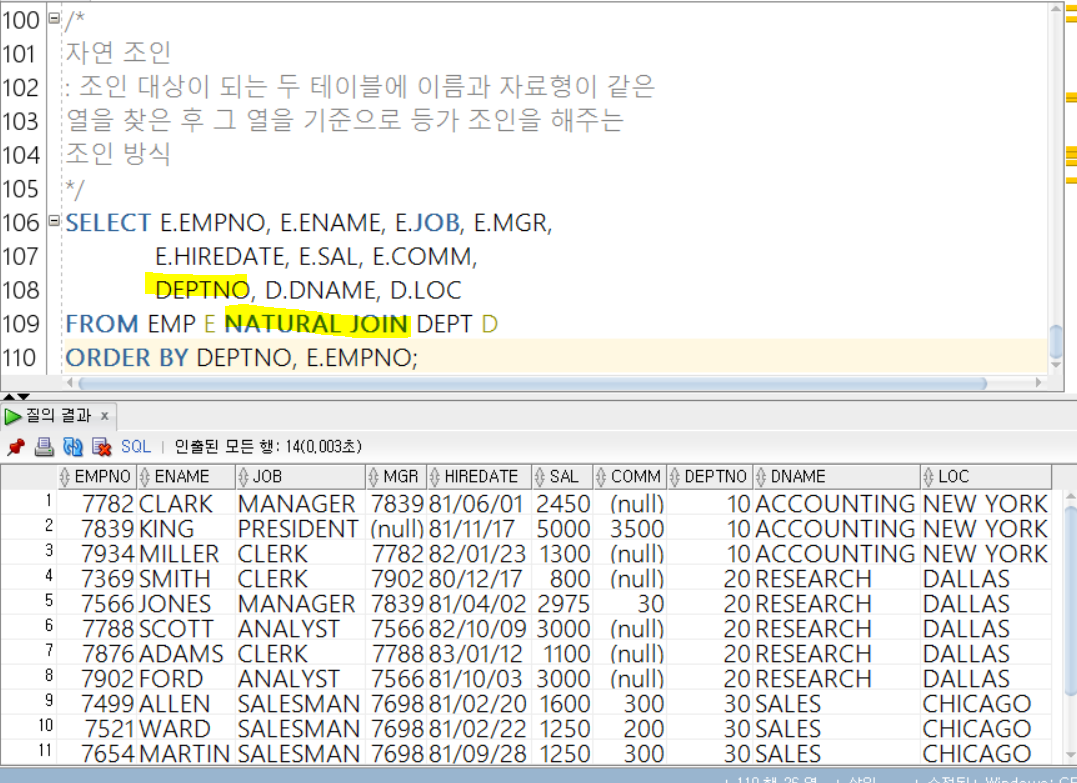 100 /*
101 자연 조인
102 : 조인 대상이 되는 두 테이블에 이름과 자료형이 같은
103 열을 찾은 후 그 열을 기준으로 등가 조인을 해주는
104 조인 방식
105 */
106 SELECT E.EMPNO, E.ENAME, E.JOB, E.MGR,
107 E.HIREDATE, E.SAL, E.COMM,
108 DEPTNO, D.DNAME, D.LOC
109 FROM EMP E NATURAL JOIN DEPT D
110 ORDER BY DEPTNO, E.EMPNO;
질의 결과 x
SQL | 인출된 모든 행: 14(0,003초)
EMPNO ENAME JOB MGR HIREDATE SAL COMM DEPTNO DNAME LOC
1 7782 CLARK MANAGER 7839 81/06/01 2450 (null) 10 ACCOUNTING NEW YORK
2 7839 KING PRESIDENT (null) 81/11/17 5000 3500 10 ACCOUNTING NEW YORK
3 7934 MILLER CLERK 7782 82/01/23 1300 (null) 10 ACCOUNTING NEW YORK
4 7369 SMITH CLERK 7902 80/12/17 800 (null) 20 RESEARCH DALLAS
5 7566 JONES MANAGER 7839 81/04/02 2975 30 20 RESEARCH DALLAS
6 7788 SCOTT ANALYST 7566 82/10/09 3000 (null) 20 RESEARCH DALLAS
7 7876 ADAMS CLERK 7788 83/01/12 1100 (null) 20 RESEARCH DALLAS
8 7902 FORD ANALYST 7566 81/10/03 3000 (null) 20 RESEARCH DALLAS
9 7499 ALLEN SALESMAN 7698 81/02/20 1600 300 30 SALES CHICAGO
10 7521 WARD SALESMAN 7698 81/02/22 1250 200 30 SALES CHICAGO
11 7654 MARTIN SALESMAN 7698 81/09/28 1250 300 30 SALES CHICAGO